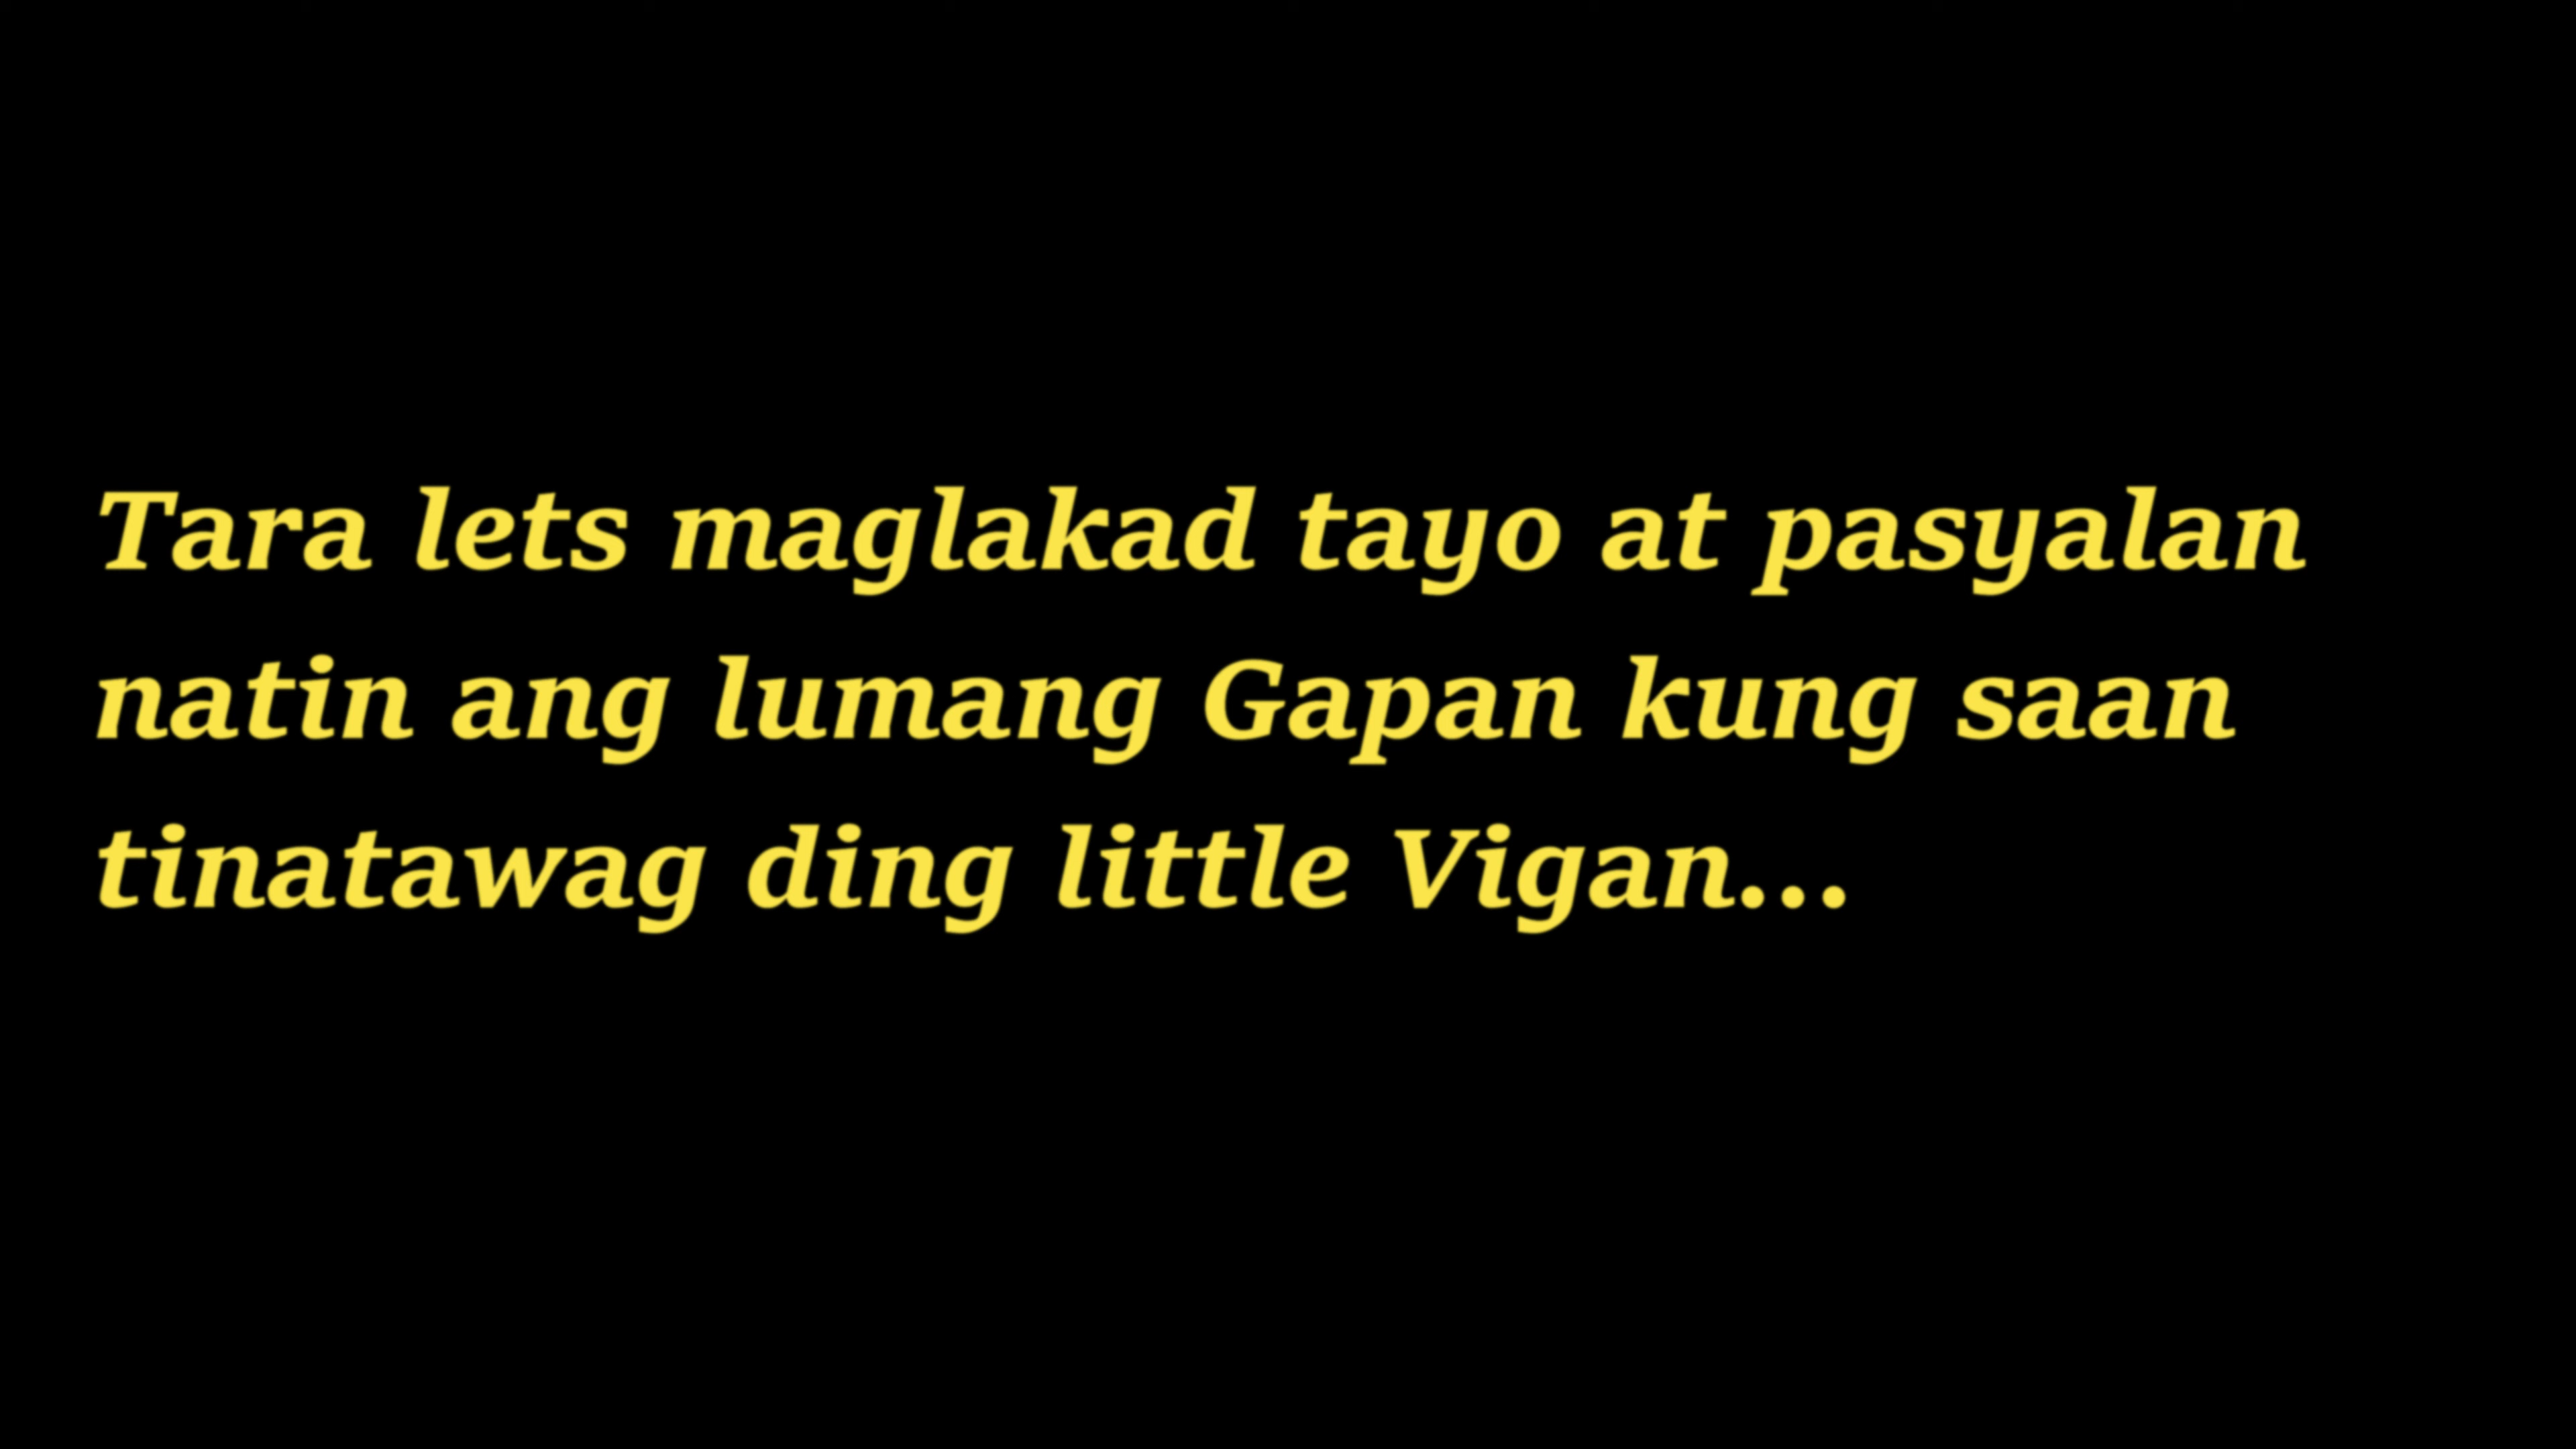 Tara lets maglakad tayo at pasyalan
natin ang lumang Gapan kung saan
tinatawag ding little Vigan...